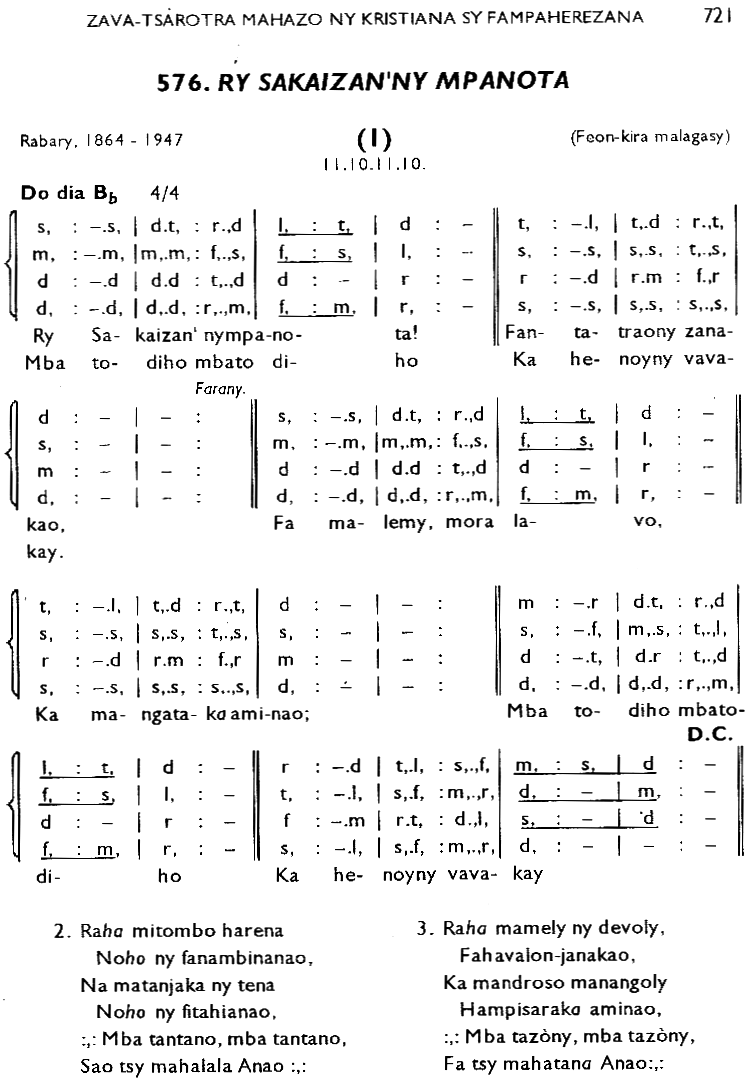 ZAVA-TSAROTRA MAHAZO NY KRISTIANA SY FAMPAHEREZANA 721
576. RY SAKAIZAN'NY MPANOTA
Rabary, 1864 - 1947 (I) (Feon-kira malagasy)
11.10.11.10.
Do dia B♭ 4/4
s, : –.s, | d.t, : r.,d | l, : t, | d : – || t, : –.l, | t,.d : r.,t,
m, : –.m, | m,.m, : f,.,s, | f, : s, | l, : – || s, : –.s, | s,.s, : t,.,s,
d : –.d | d.d : t,.,d | d : – | r : – || r : –.d | r.m : f.,r
d, : –.d, | d,.d, : r,.,m, | f, : m, | r, : – || s, : –.s, | s,.s, : s,.,s,
Ry Sa- kaizan' nympa-no- ta! Fan- ta- traony zana-
Mba to- diho mbato di- ho Ka he- noyny vava-
Farany.
d : – | – : || s, : –.s, | d.t, : r.,d | l, : t, | d : – ||
s, : – | – : || m, : –.m, | m,.m, : f,.,s, | f, : s, | l, : – ||
m : – | – : || d : –.d | d.d : t,.,d | d : – | r : – ||
d, : – | – : || d, : –.d, | d,.d, : r,.,m, | f, : m, | r, : – ||
kao, Fa ma- lemy, mora la- vo,
kay.
t, : –.l, | t,.d : r.,t, | d : – | – : || m : –.r | d.t, : r.,d
s, : –.s, | s,.s, : t,.,s, | s, : – | – : || s, : –.f, | m,.s, : t,.,l,
r : –.d | r.m : f.,r | m : – | – : || d : –.t, | d.r : t,.,d
s, : –.s, | s,.s, : s,.,s, | d, : – | – : || d, : –.d, | d,.d, : r,.,m,
Ka ma- ngata- ka ami-nao; Mba to- diho mbato-
D.C.
l, : t, | d : – || r : –.d | t,.l, : s,.,f, | m, : s, | d : – ||
f, : s, | l, : – || t, : –.l, | s,.f, : m,.,r, | d, : – | m, : – ||
d : – | r : – || f : –.m | r.t, : d.,l, | s, : – | d : – ||
f, : m, | r, : – || s, : –.l, | s,.f, : m,.,r, | d, : – | – : – ||
di- ho Ka he- noyny vava- kay
2. Raha mitombo harena
Noho ny fanambinanao,
Na matanjaka ny tena
Noho ny fitahianao,
:,: Mba tantano, mba tantano,
Sao tsy mahalala Anao :,:
3. Raha mamely ny devoly,
Fahavalon-janakao,
Ka mandroso manangoly
Hampisaraka aminao,
:,: Mba tazòny, mba tazòny,
Fa tsy mahatana Anao:,: